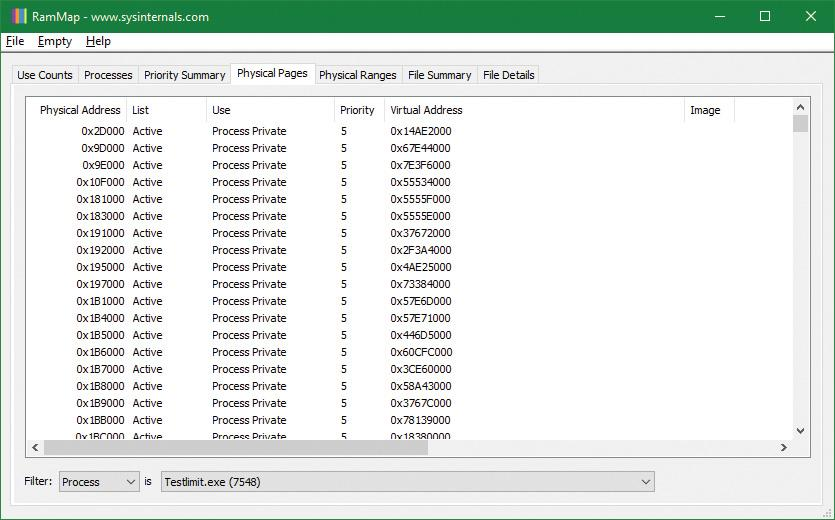 RamMap - www.sysinternals.com
File Empty Help
Use Counts Processes Priority Summary Physical Pages Physical Ranges File Summary File Details
Physical Address List Use Priority Virtual Address Image
0x2D000 Active Process Private 5 0x14AE2000
0x9D000 Active Process Private 5 0x67E44000
0x9E000 Active Process Private 5 0x7E3F6000
0x10F000 Active Process Private 5 0x55534000
0x181000 Active Process Private 5 0x5555F000
0x183000 Active Process Private 5 0x5555E000
0x191000 Active Process Private 5 0x37672000
0x192000 Active Process Private 5 0x2F3A4000
0x195000 Active Process Private 5 0x4AE25000
0x197000 Active Process Private 5 0x73384000
0x1B1000 Active Process Private 5 0x57E6D000
0x1B4000 Active Process Private 5 0x57E71000
0x1B5000 Active Process Private 5 0x446D5000
0x1B6000 Active Process Private 5 0x60CFC000
0x1B7000 Active Process Private 5 0x3CE60000
0x1B8000 Active Process Private 5 0x58A43000
0x1B9000 Active Process Private 5 0x3767C000
0x1BB000 Active Process Private 5 0x78139000
0x1BC000 Active Process Private 5 0x18380000
Filter: Process is Testlimit.exe (7548)